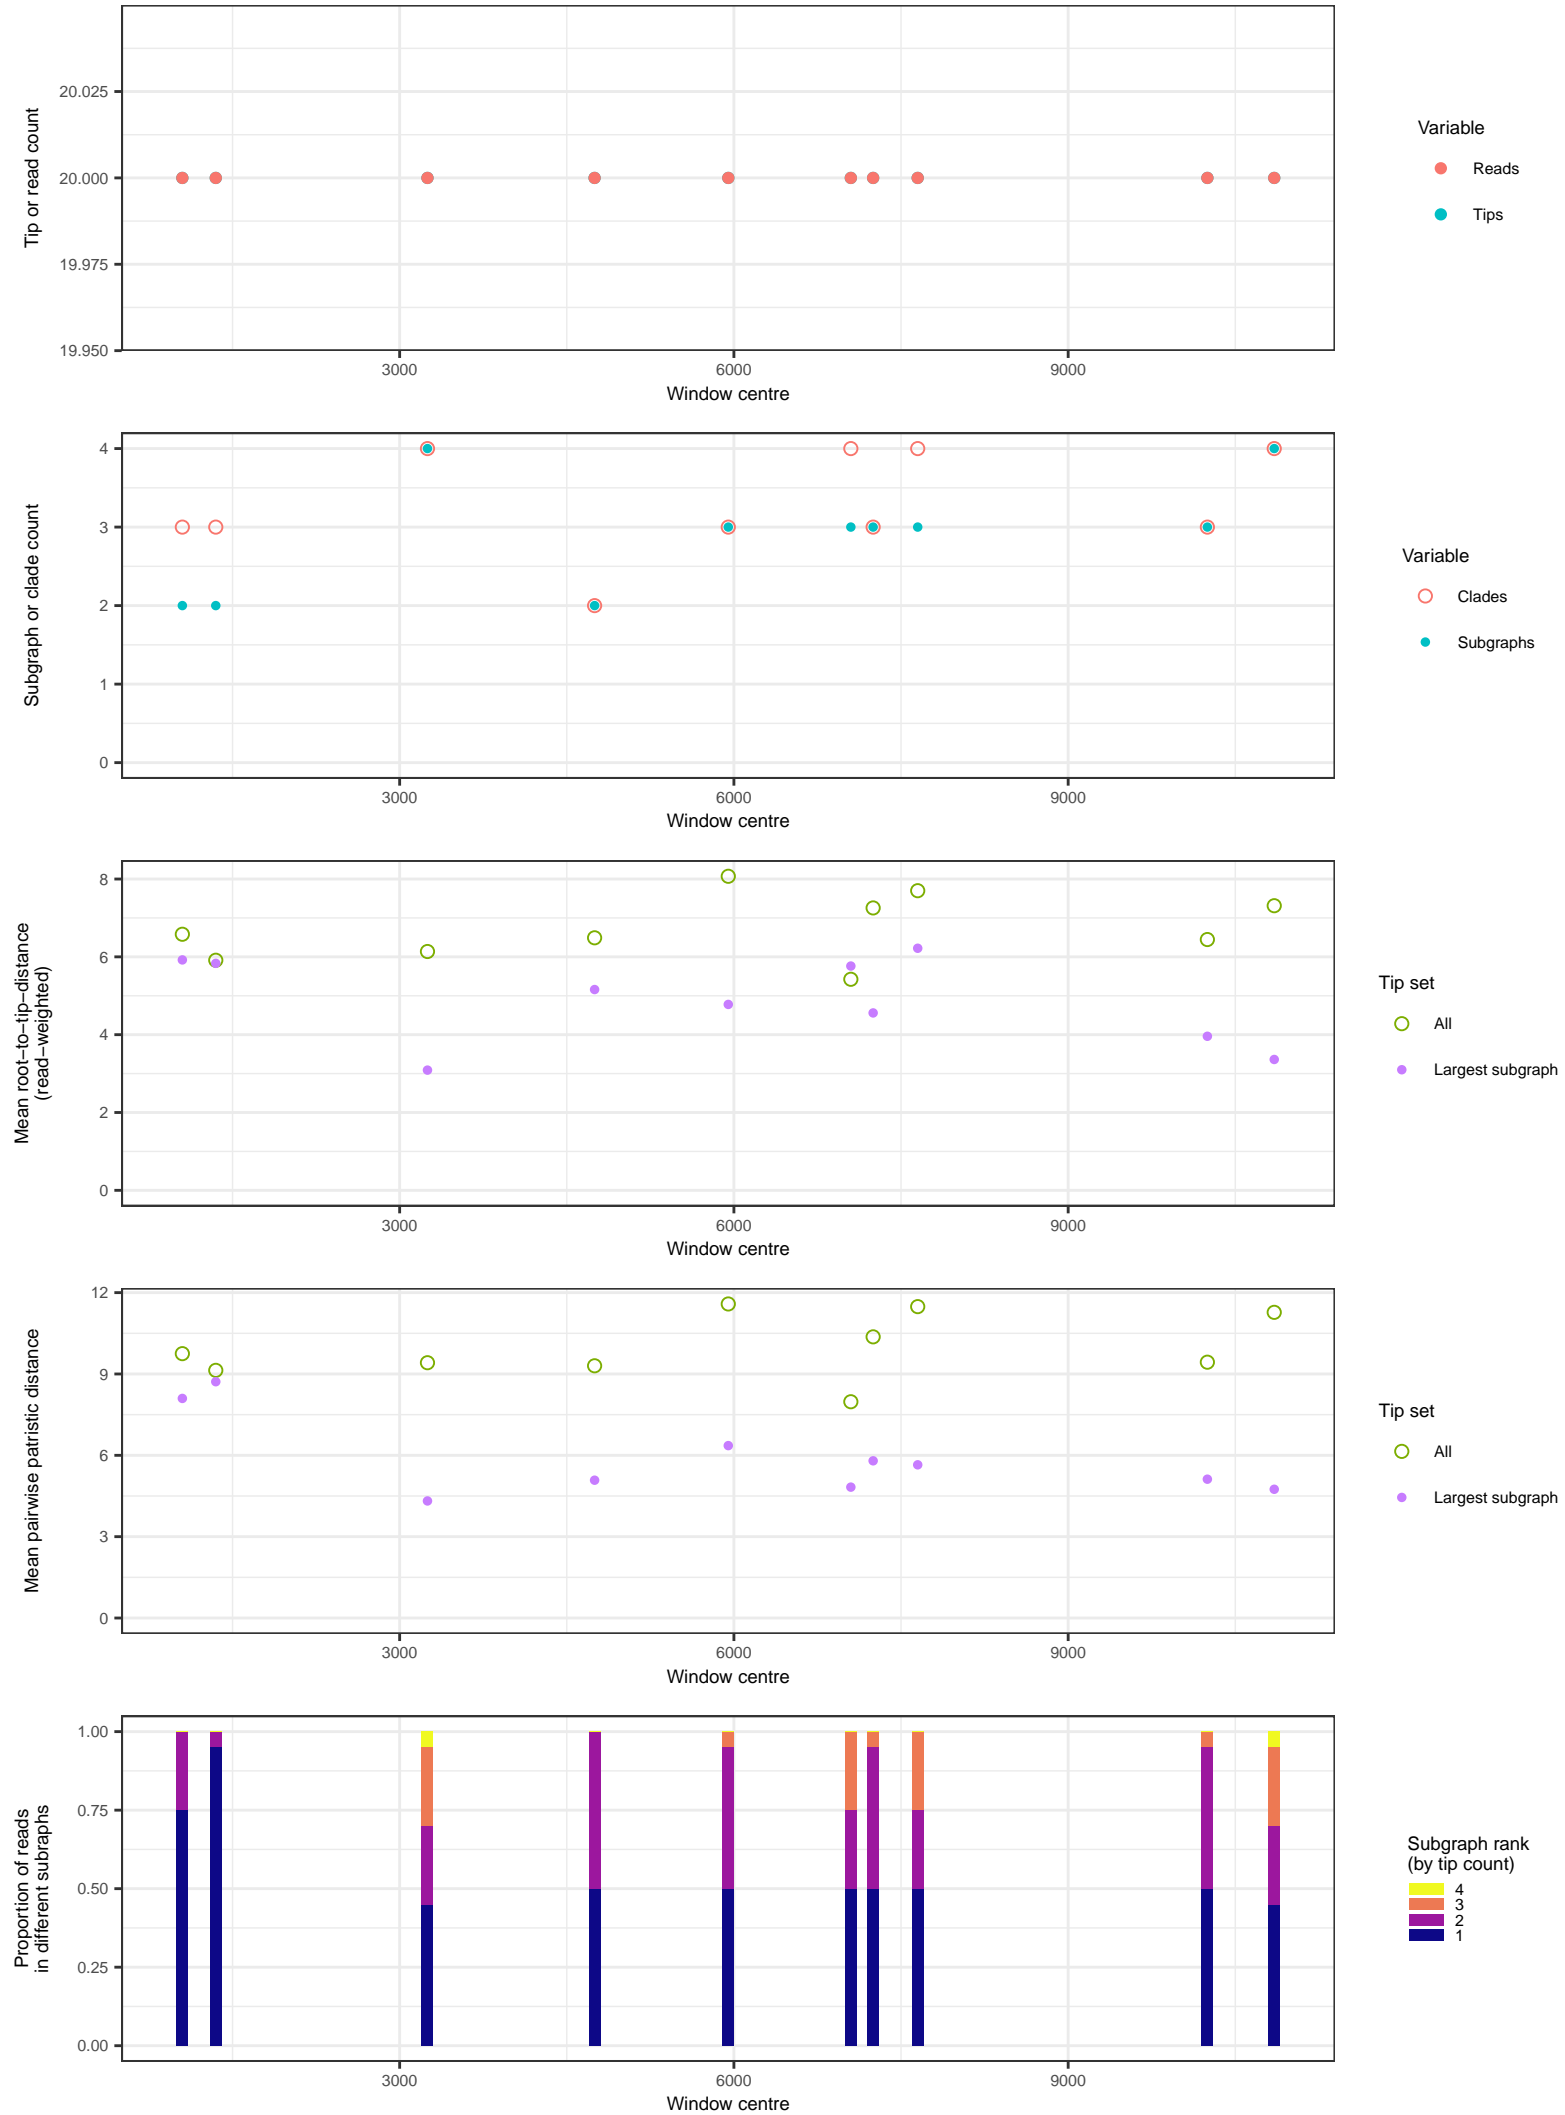 20.025
20.000
19.975
19.950
Tip or read count
3000 6000 9000
Window centre
Variable
Reads
Tips
4
3
2
1
0
Subgraph or clade count
3000 6000 9000
Window centre
Variable
Clades
Subgraphs
8
6
4
2
0
Mean root−to−tip−distance
(read−weighted)
3000 6000 9000
Window centre
Tip set
All
Largest subgraph
12
9
6
3
0
Mean pairwise patristic distance
3000 6000 9000
Window centre
Tip set
All
Largest subgraph
1.00
0.75
0.50
0.25
0.00
Proportion of reads
in different subraphs
3000 6000 9000
Window centre
Subgraph rank
(by tip count)
4
3
2
1